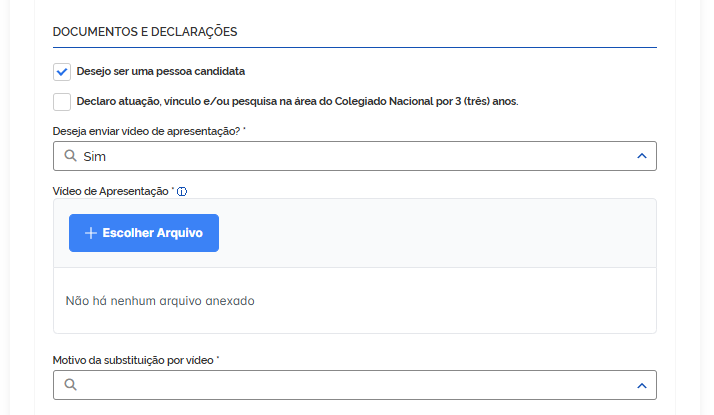 DOCUMENTOS E DECLARAÇÕES
Desejo ser uma pessoa candidata
Declaro atuação, vínculo e/ou pesquisa na área do Colegiado Nacional por 3 (três) anos.
Deseja enviar vídeo de apresentação? *
Sim
Vídeo de Apresentação *
Escolher Arquivo
Não há nenhum arquivo anexado
Motivo da substituição por vídeo *